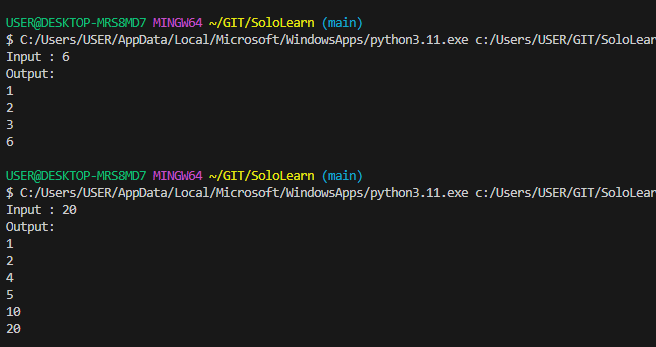 USER@DESKTOP-MRS8MD7 MINGW64 ~/GIT/SoloLearn (main)
$ C:/Users/USER/AppData/Local/Microsoft/WindowsApps/python3.11.exe c:/Users/USER/GIT/SoloLear
Input : 6
Output:
1
2
3
6
USER@DESKTOP-MRS8MD7 MINGW64 ~/GIT/SoloLearn (main)
$ C:/Users/USER/AppData/Local/Microsoft/WindowsApps/python3.11.exe c:/Users/USER/GIT/SoloLear
Input : 20
Output:
1
2
4
5
10
20